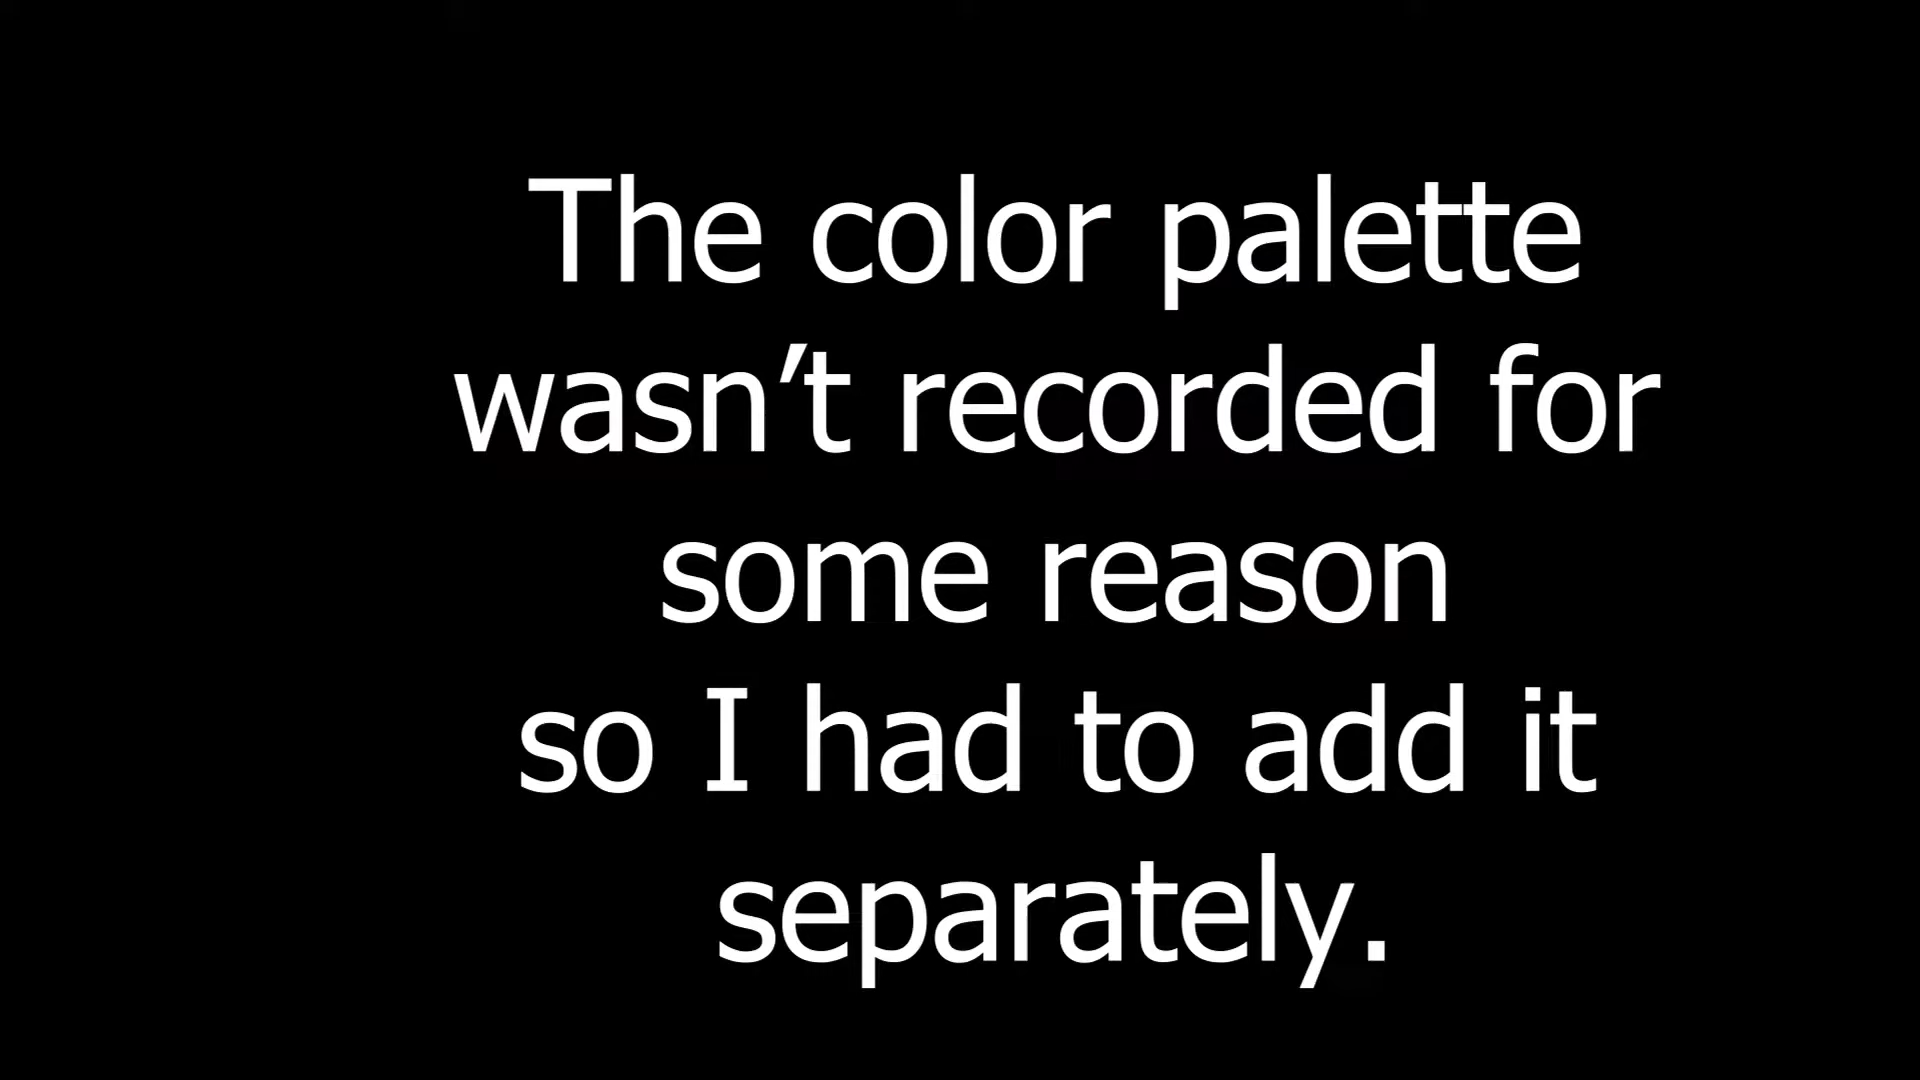 The color palette
wasn’t recorded for
some reason
so I had to add it
separately.